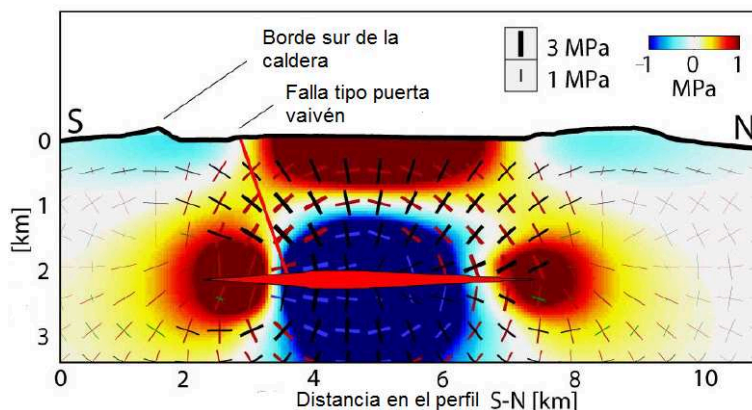 Borde sur de la
caldera
3 MPa
1 MPa
-1 0 1
MPa
Falla tipo puerta
vaivén
S
N
0
1
2
3
[km]
0 2 4 6 8 10
Distancia en el perfil S-N [km]